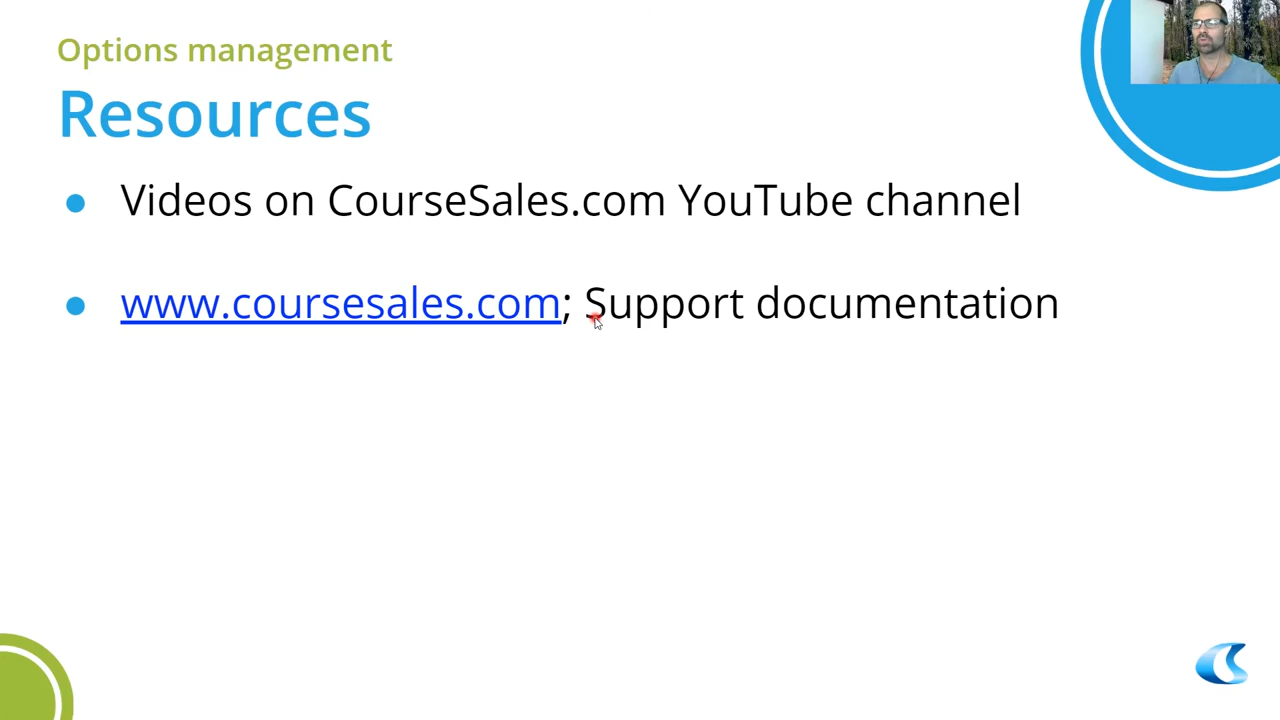 Options management
Resources
● Videos on CourseSales.com YouTube channel
● www.coursesales.com; Support documentation